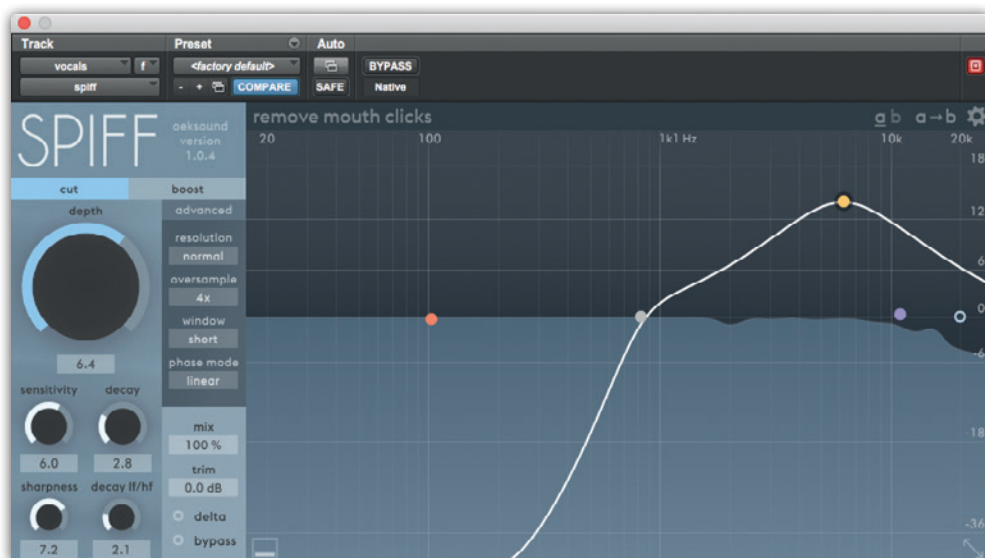 Track Preset Auto
vocals f <factory default> BYPASS
spiff - + COMPARE SAFE Native
SPIFF
oeksound
version
1.0.4
remove mouth clicks
a b a→b
20 100 1k1 Hz 10k 20k
cut boost
depth
6.4
sensitivity decay
6.0 2.8
sharpness decay lf/hf
7.2 2.1
advanced
resolution
normal
oversample
4x
window
short
phase mode
linear
mix
100 %
trim
0.0 dB
delta
bypass
18
12
6
0
-6
-18
-36